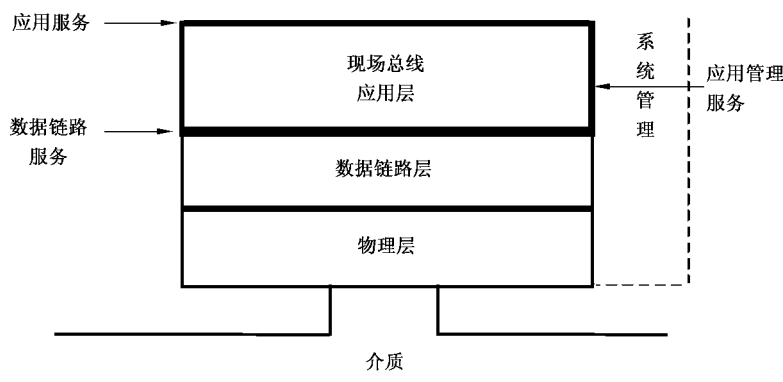 应用服务
现场总线
应用层
系
统
管
理
应用管理
服务
数据链路
服务
数据链路层
物理层
介质